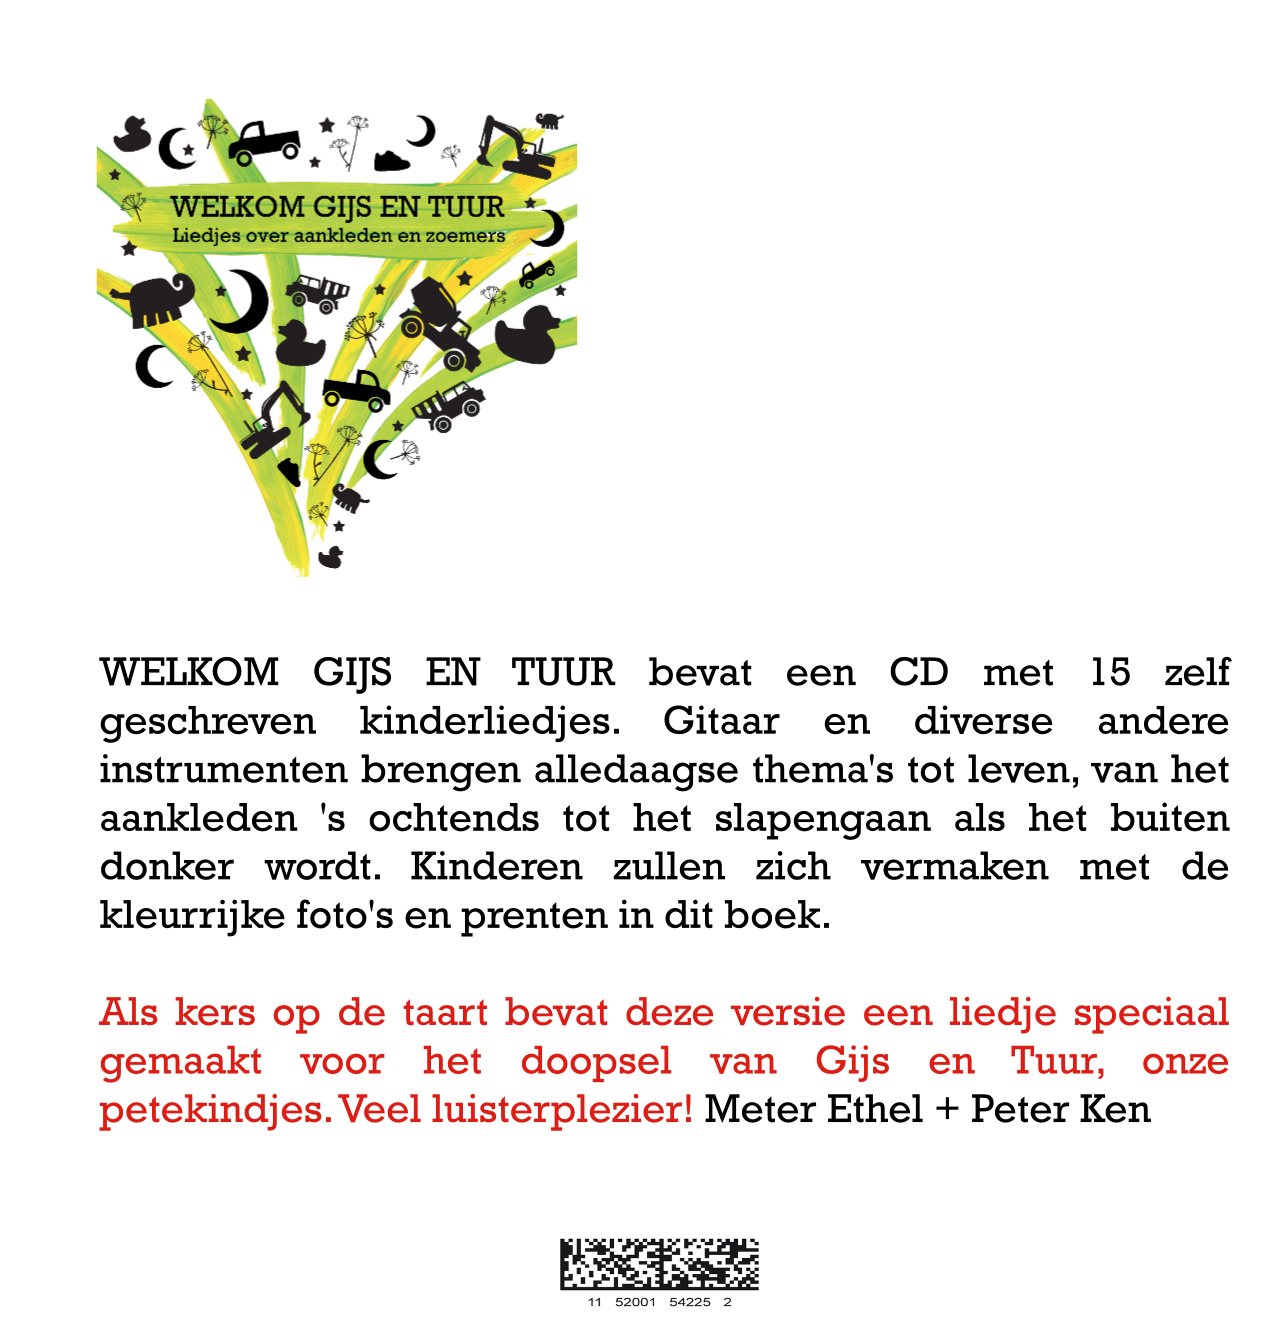 WELKOM GIJS EN TUUR
Liedjes over aankleden en zoemers
WELKOM GIJS EN TUUR bevat een CD met 15 zelf
geschreven kinderliedjes. Gitaar en diverse andere
instrumenten brengen alledaagse thema's tot leven, van het
aankleden 's ochtends tot het slapengaan als het buiten
donker wordt. Kinderen zullen zich vermaken met de
kleurrijke foto's en prenten in dit boek.
Als kers op de taart bevat deze versie een liedje speciaal
gemaakt voor het doopsel van Gijs en Tuur, onze
petekindjes. Veel luisterplezier! Meter Ethel + Peter Ken
11 52001 54225 2